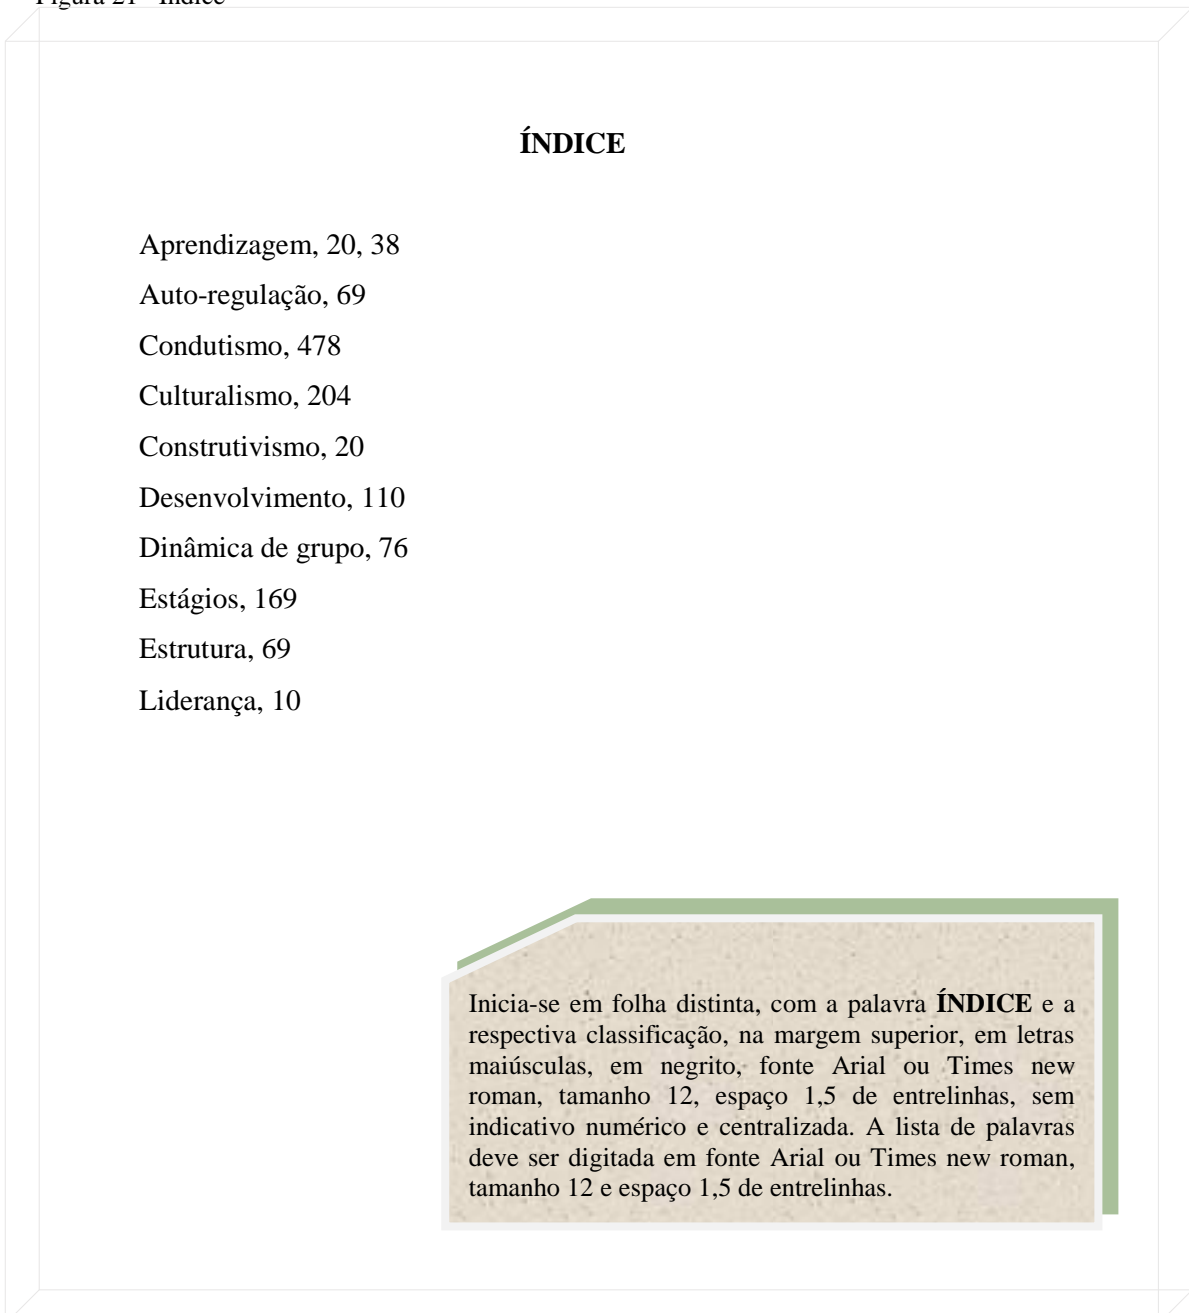 Figura 21 - Índice
ÍNDICE
Aprendizagem, 20, 38
Auto-regulação, 69
Condutismo, 478
Culturalismo, 204
Construtivismo, 20
Desenvolvimento, 110
Dinâmica de grupo, 76
Estágios, 169
Estrutura, 69
Liderança, 10
Inicia-se em folha distinta, com a palavra ÍNDICE e a
respectiva classificação, na margem superior, em letras
maiúsculas, em negrito, fonte Arial ou Times new
roman, tamanho 12, espaço 1,5 de entrelinhas, sem
indicativo numérico e centralizada. A lista de palavras
deve ser digitada em fonte Arial ou Times new roman,
tamanho 12 e espaço 1,5 de entrelinhas.